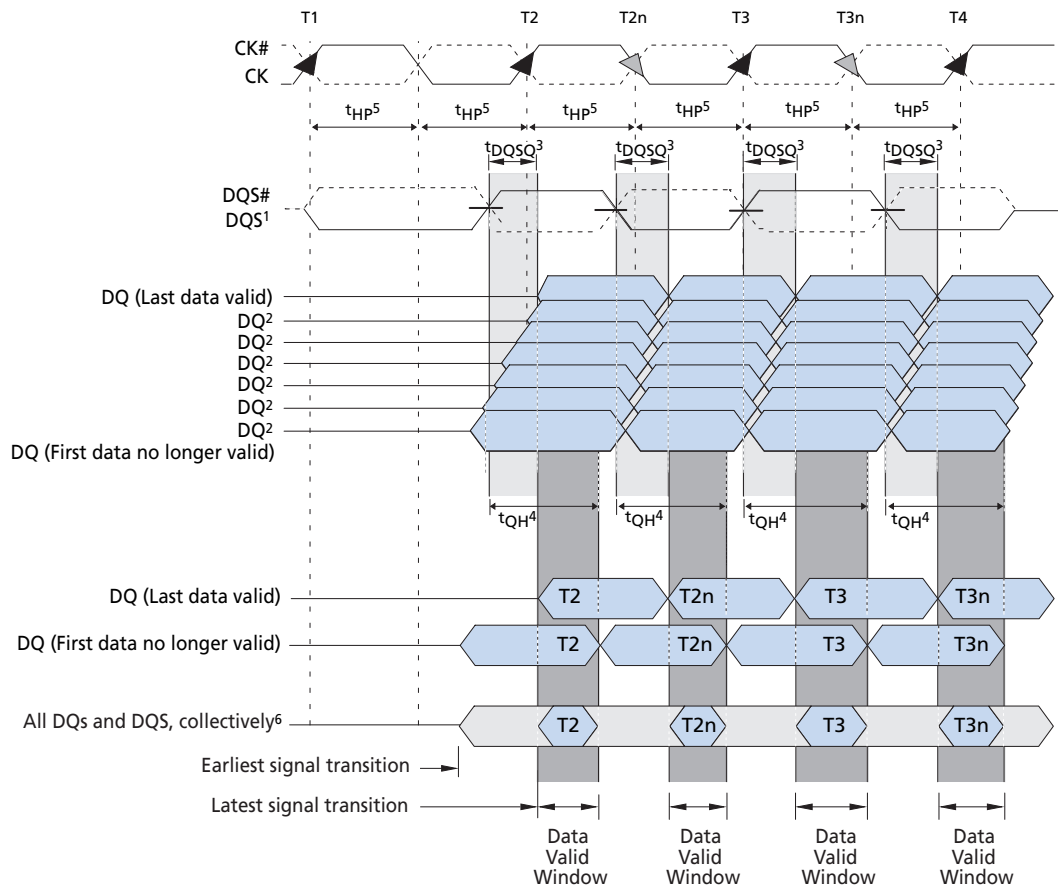 T1 T2 T2n T3 T3n T4
CK#
CK
tHP⁵ tHP⁵ tHP⁵ tHP⁵ tHP⁵ tHP⁵
tDQSQ³ tDQSQ³ tDQSQ³ tDQSQ³
DQS#
DQS¹
DQ (Last data valid)
DQ²
DQ²
DQ²
DQ²
DQ²
DQ²
DQ (First data no longer valid)
tQH⁴ tQH⁴ tQH⁴ tQH⁴
DQ (Last data valid) T2 T2n T3 T3n
DQ (First data no longer valid) T2 T2n T3 T3n
All DQs and DQS, collectively⁶ T2 T2n T3 T3n
Earliest signal transition
Latest signal transition
Data Data Data Data
Valid Valid Valid Valid
Window Window Window Window